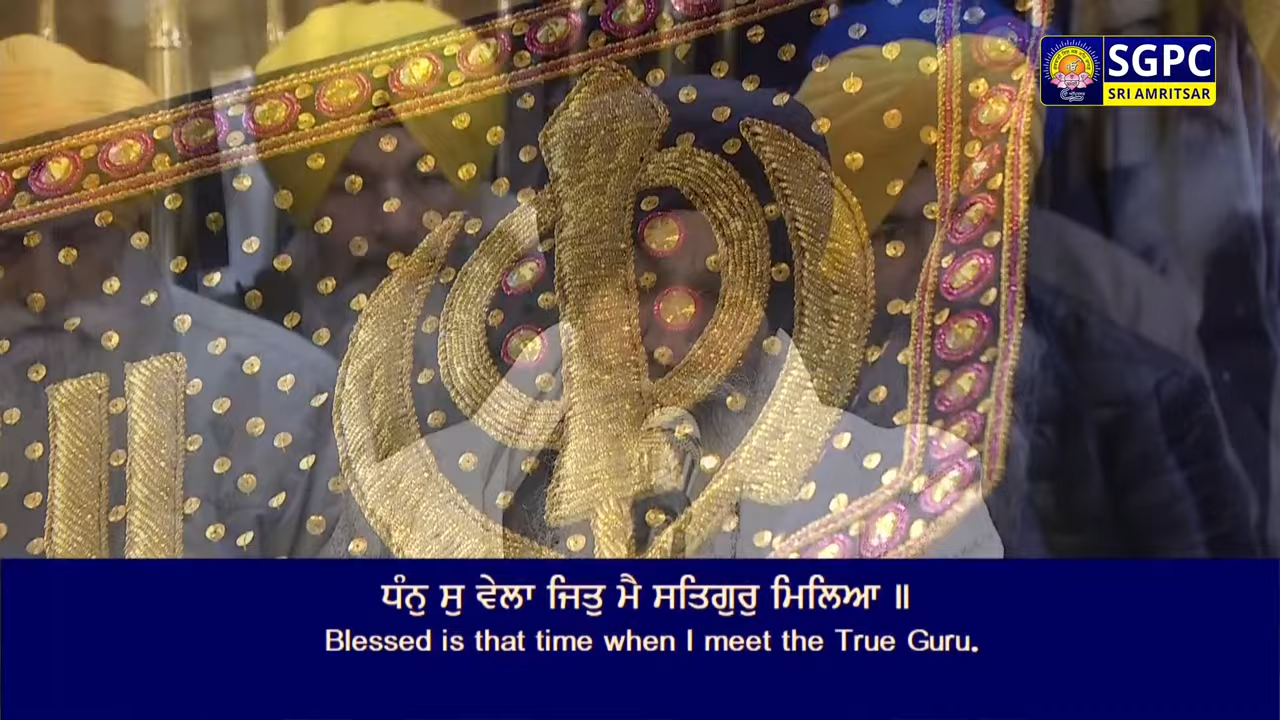 SGPC
SRI AMRITSAR
ਧੰਨੁ ਸੁ ਵੇਲਾ ਜਿਤੁ ਮੈ ਸਤਿਗੁਰੁ ਮਿਲਿਆ ॥
Blessed is that time when I meet the True Guru.